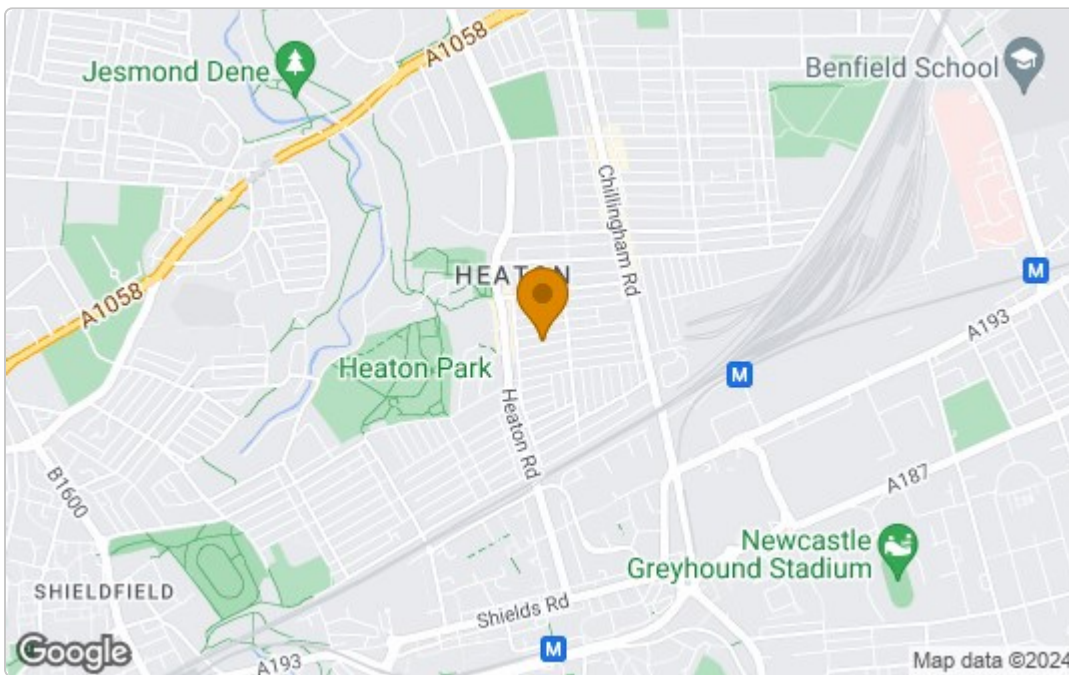 A1058
Jesmond Dene
Benfield School
Chillingham Rd
HEATON
M
A1058
A193
Heaton Park
M
Heaton Rd
B1600
A187
Newcastle
Greyhound Stadium
SHIELDFIELD
Shields Rd
Google
A193
M
Map data ©2024